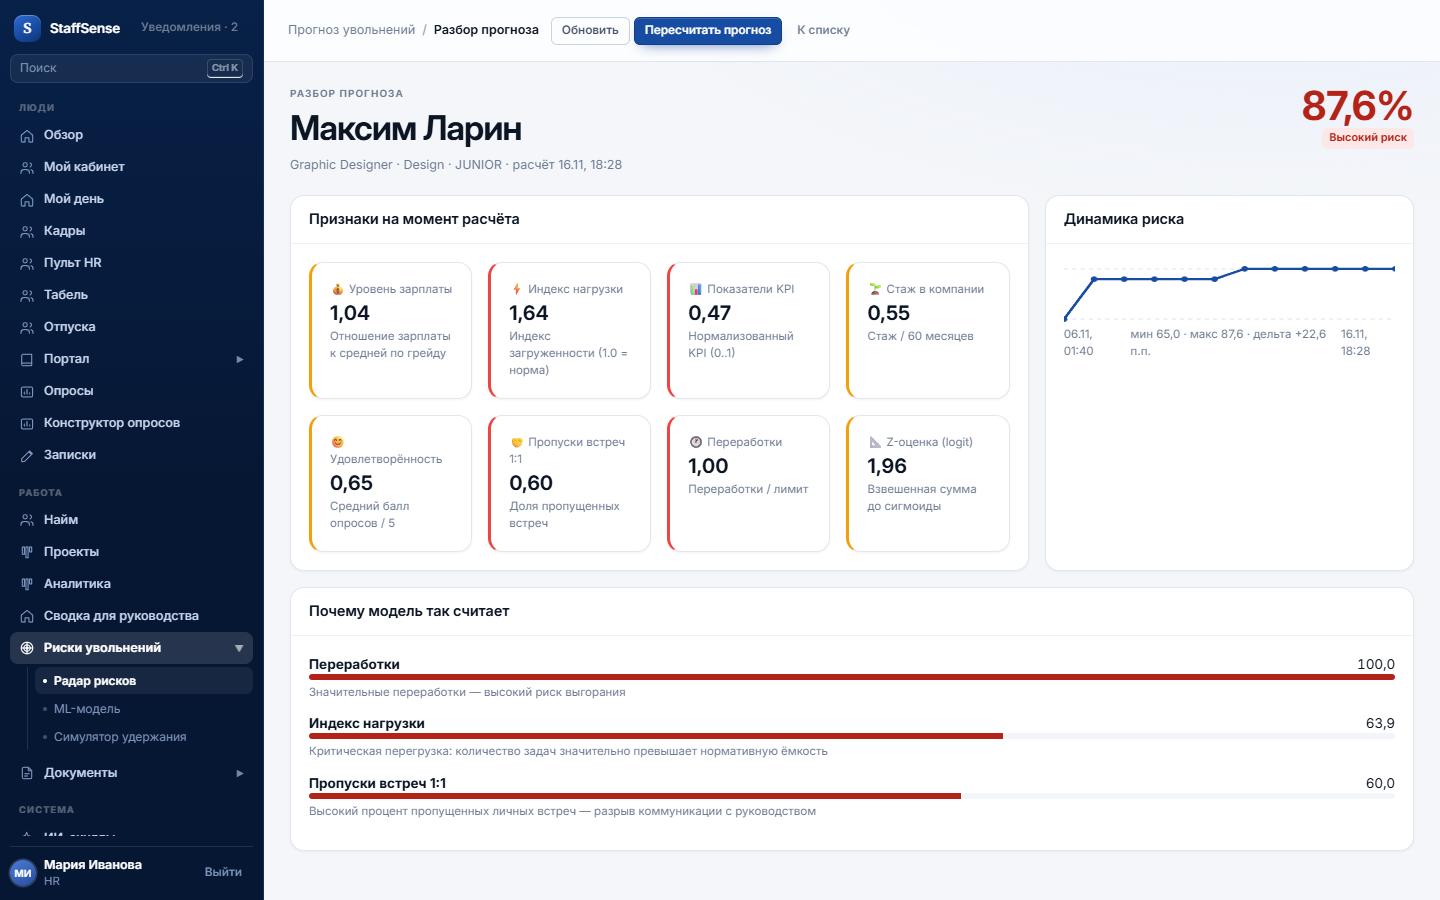 S StaffSense Уведомления · 2
Поиск Ctrl K
ЛЮДИ
Обзор
Мой кабинет
Мой день
Кадры
Пульт HR
Табель
Отпуска
Портал
Опросы
Конструктор опросов
Записки
РАБОТА
Найм
Проекты
Аналитика
Сводка для руководства
Риски увольнений
Радар рисков
ML-модель
Симулятор удержания
Документы
СИСТЕМА
МИ Мария Иванова
HR
Выйти
Прогноз увольнений / Разбор прогноза Обновить Пересчитать прогноз К списку
РАЗБОР ПРОГНОЗА
Максим Ларин
Graphic Designer · Design · JUNIOR · расчёт 16.11, 18:28
87,6%
Высокий риск
Признаки на момент расчёта
Уровень зарплаты
1,04
Отношение зарплаты
к средней по грейду
Индекс нагрузки
1,64
Индекс
загруженности (1.0 =
норма)
Показатели KPI
0,47
Нормализованный
KPI (0..1)
Стаж в компании
0,55
Стаж / 60 месяцев
Удовлетворённость
0,65
Средний балл
опросов / 5
Пропуски встреч
1:1
0,60
Доля пропущенных
встреч
Переработки
1,00
Переработки / лимит
Z-оценка (logit)
1,96
Взвешенная сумма
до сигмоиды
Динамика риска
06.11,
01:40
мин 65,0 · макс 87,6 · дельта +22,6
п.п.
16.11,
18:28
Почему модель так считает
Переработки 100,0
Значительные переработки — высокий риск выгорания
Индекс нагрузки 63,9
Критическая перегрузка: количество задач значительно превышает нормативную ёмкость
Пропуски встреч 1:1 60,0
Высокий процент пропущенных личных встреч — разрыв коммуникации с руководством